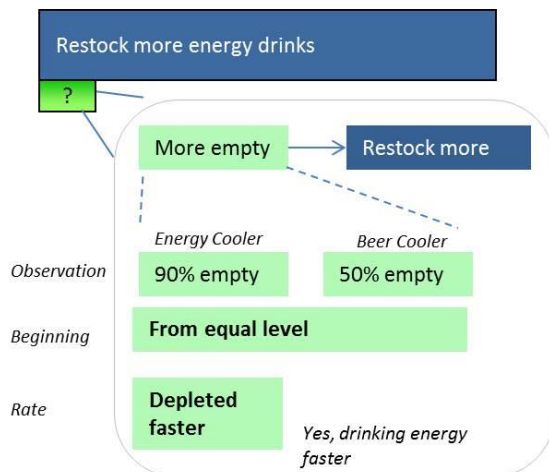 Restock more energy drinks
?
More empty
Restock more
Energy Cooler
Beer Cooler
Observation
90% empty
50% empty
Beginning
From equal level
Rate
Depleted
faster
Yes, drinking energy
faster